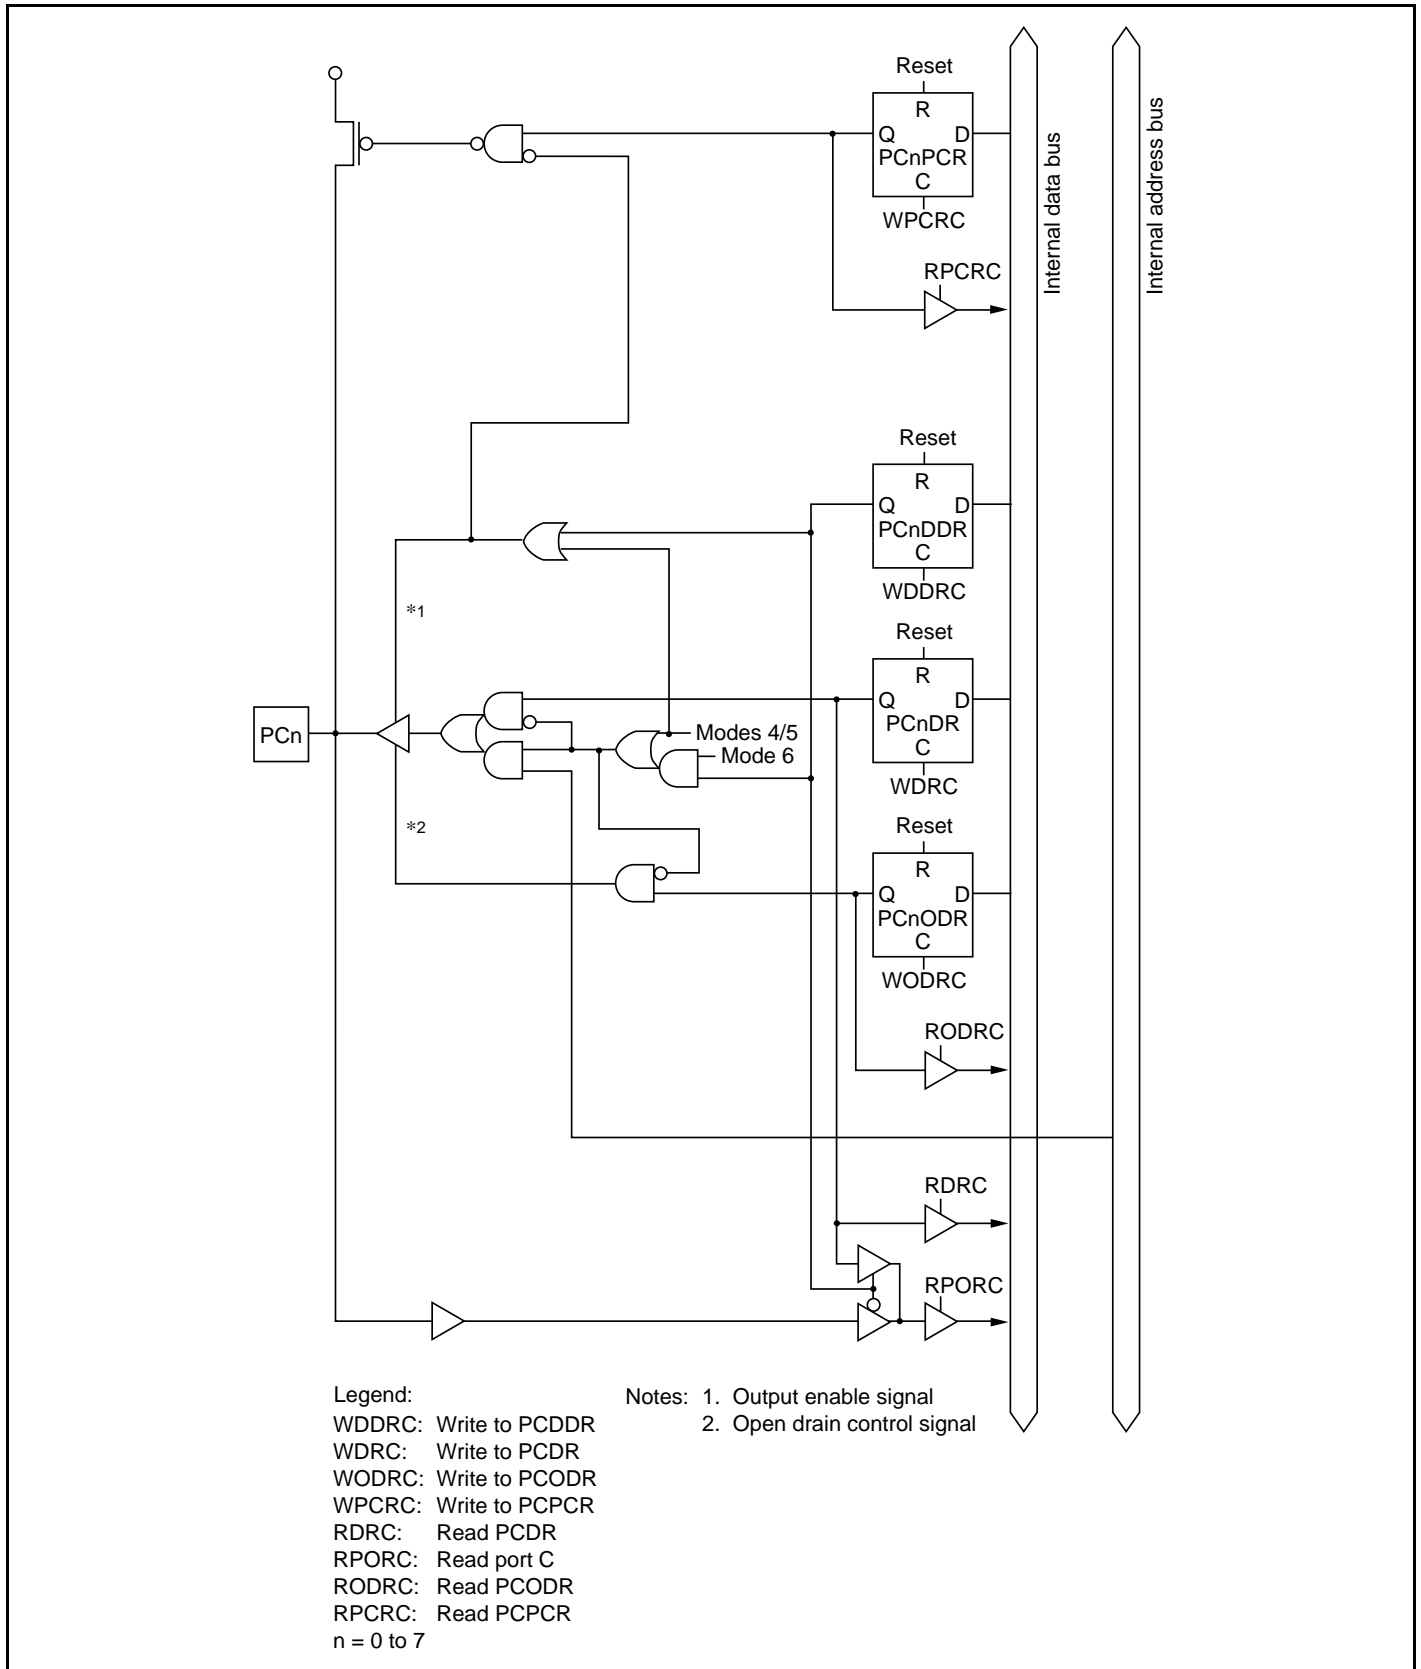 Reset
R
Q D
PCnPCR
C
WPCRC
RPCRC
Internal data bus
Internal address bus
Reset
R
Q D
PCnDDR
C
WDDRC
*1
Reset
R
Q D
PCnDR
C
WDRC
PCn
Modes 4/5
Mode 6
*2
Reset
R
Q D
PCnODR
C
WODRC
RODRC
RDRC
RPORC
Legend:
WDDRC: Write to PCDDR
WDRC: Write to PCDR
WODRC: Write to PCODR
WPCRC: Write to PCPCR
RDRC: Read PCDR
RPORC: Read port C
RODRC: Read PCODR
RPCRC: Read PCPCR
n = 0 to 7
Notes: 1. Output enable signal
2. Open drain control signal